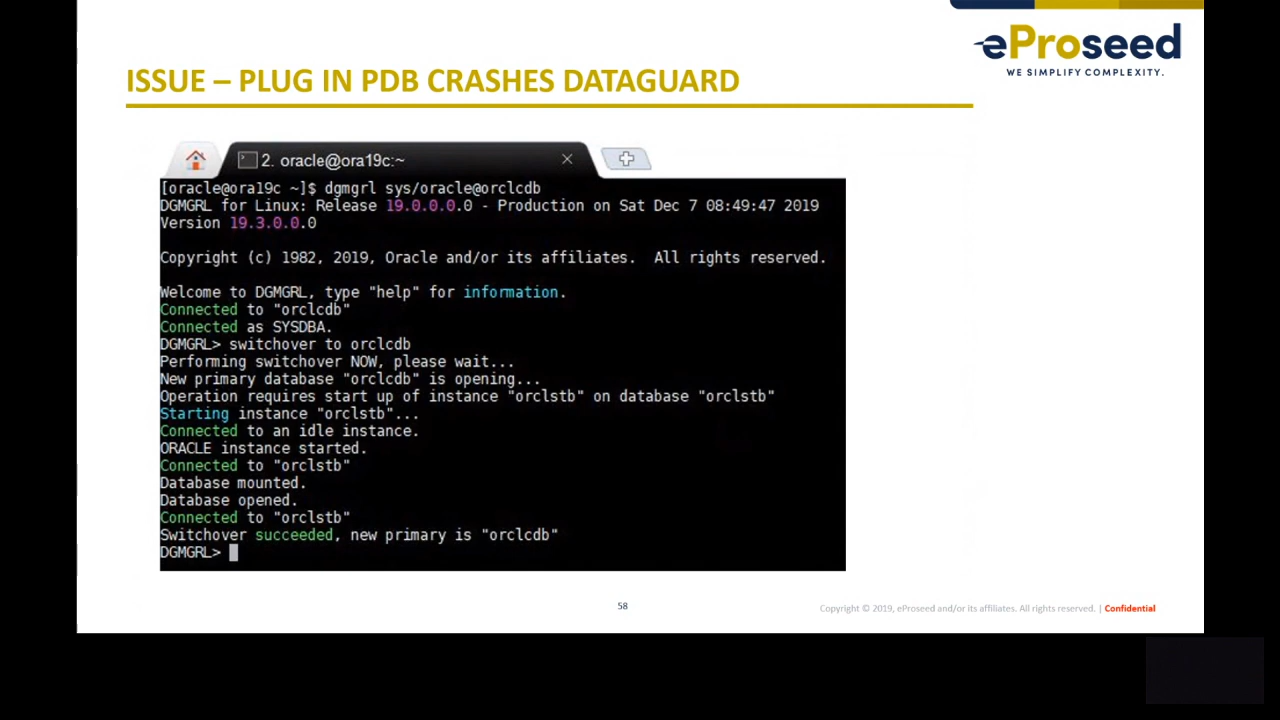 eProseed
WE SIMPLIFY COMPLEXITY.
ISSUE – PLUG IN PDB CRASHES DATAGUARD
2. oracle@ora19c:~
[oracle@ora19c ~]$ dgmgrl sys/oracle@orclcdb
DGMGRL for Linux: Release 19.0.0.0.0 - Production on Sat Dec 7 08:49:47 2019
Version 19.3.0.0.0
Copyright (c) 1982, 2019, Oracle and/or its affiliates.  All rights reserved.
Welcome to DGMGRL, type "help" for information.
Connected to "orclcdb"
Connected as SYSDBA.
DGMGRL> switchover to orclcdb
Performing switchover NOW, please wait...
New primary database "orclcdb" is opening...
Operation requires start up of instance "orclstb" on database "orclstb"
Starting instance "orclstb"...
Connected to an idle instance.
ORACLE instance started.
Connected to "orclstb"
Database mounted.
Database opened.
Connected to "orclstb"
Switchover succeeded, new primary is "orclcdb"
DGMGRL>
58
Copyright © 2019, eProseed and/or its affiliates. All rights reserved. | Confidential